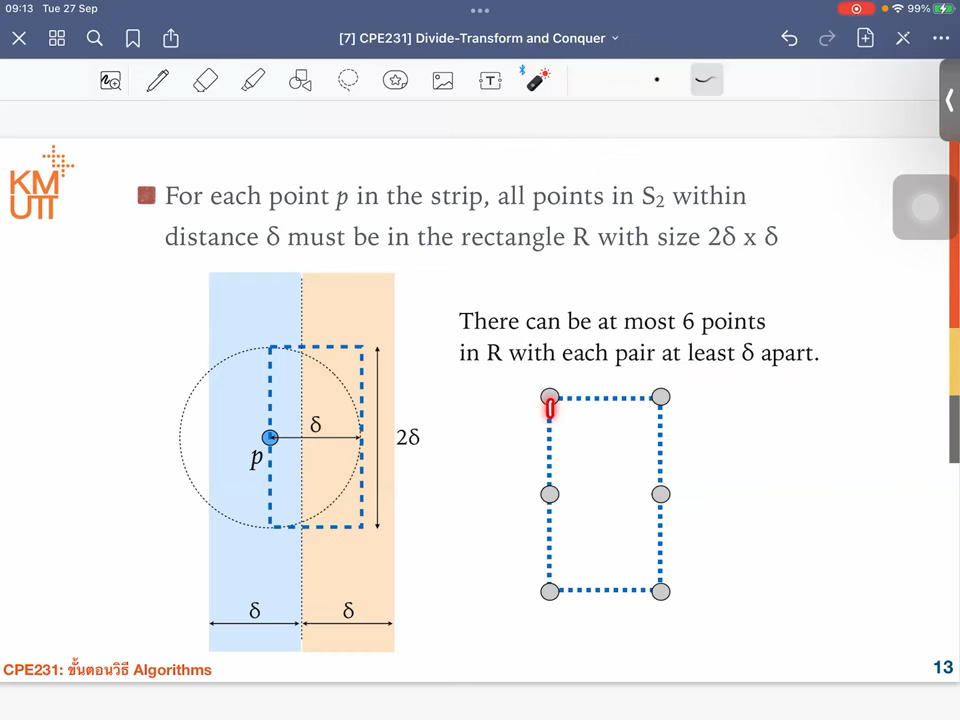 09:13 Tue 27 Sep
99%
[7] CPE231] Divide-Transform and Conquer
T
KM
UTT
For each point p in the strip, all points in S₂ within
distance δ must be in the rectangle R with size 2δ x δ
There can be at most 6 points
in R with each pair at least δ apart.
δ
2δ
p
δ
δ
CPE231: ขั้นตอนวิธี Algorithms
13